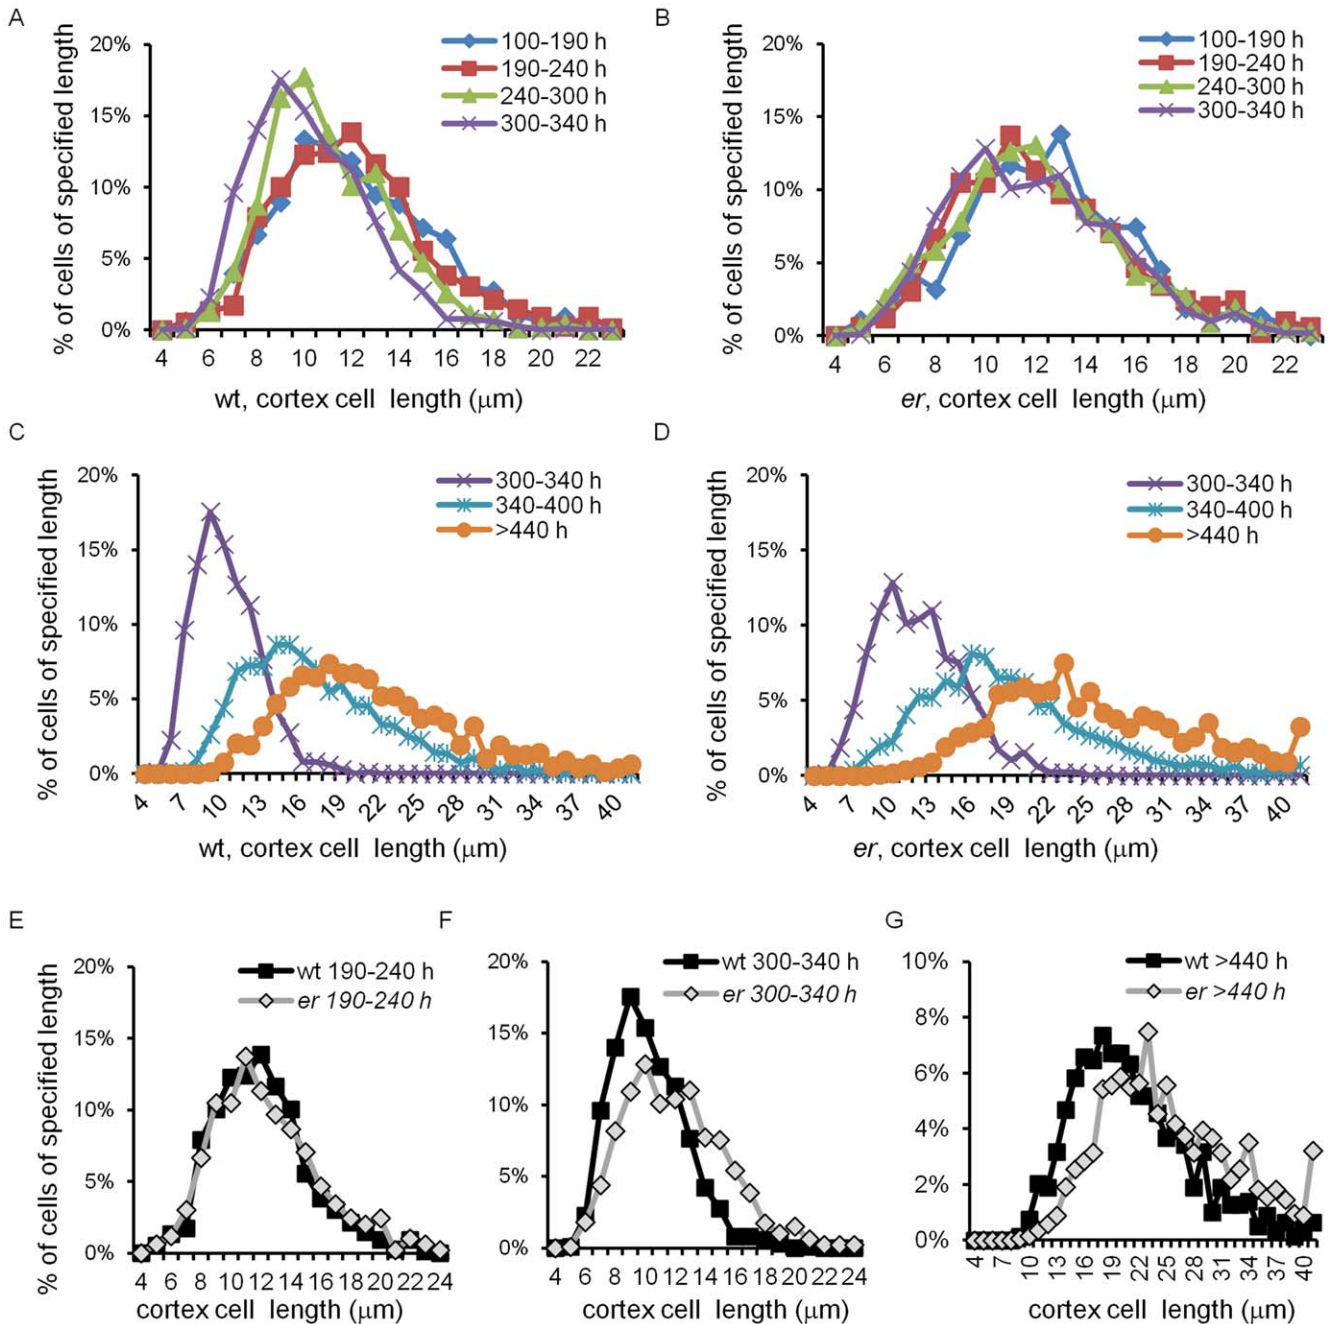 A
% of cells of specified length
20%
15%
10%
5%
0%
100-190 h
190-240 h
240-300 h
300-340 h
4 6 8 10 12 14 16 18 20 22
wt, cortex cell length (μm)
B
% of cells of specified length
20%
15%
10%
5%
0%
100-190 h
190-240 h
240-300 h
300-340 h
4 6 8 10 12 14 16 18 20 22
er, cortex cell length (μm)
C
% of cells of specified length
20%
15%
10%
5%
0%
300-340 h
340-400 h
>440 h
4 7 10 13 16 19 22 25 28 31 34 37 40
wt, cortex cell length (μm)
D
% of cells of specified length
20%
15%
10%
5%
0%
300-340 h
340-400 h
>440 h
4 7 10 13 16 19 22 25 28 31 34 37 40
er, cortex cell length (μm)
E
% of cells of specified length
20%
15%
10%
5%
0%
wt 190-240 h
er 190-240 h
4 6 8 10 12 14 16 18 20 22 24
cortex cell length (μm)
F
20%
15%
10%
5%
0%
wt 300-340 h
er 300-340 h
4 6 8 10 12 14 16 18 20 22 24
cortex cell length (μm)
G
10%
8%
6%
4%
2%
0%
wt >440 h
er >440 h
4 7 10 13 16 19 22 25 28 31 34 37 40
cortex cell length (μm)